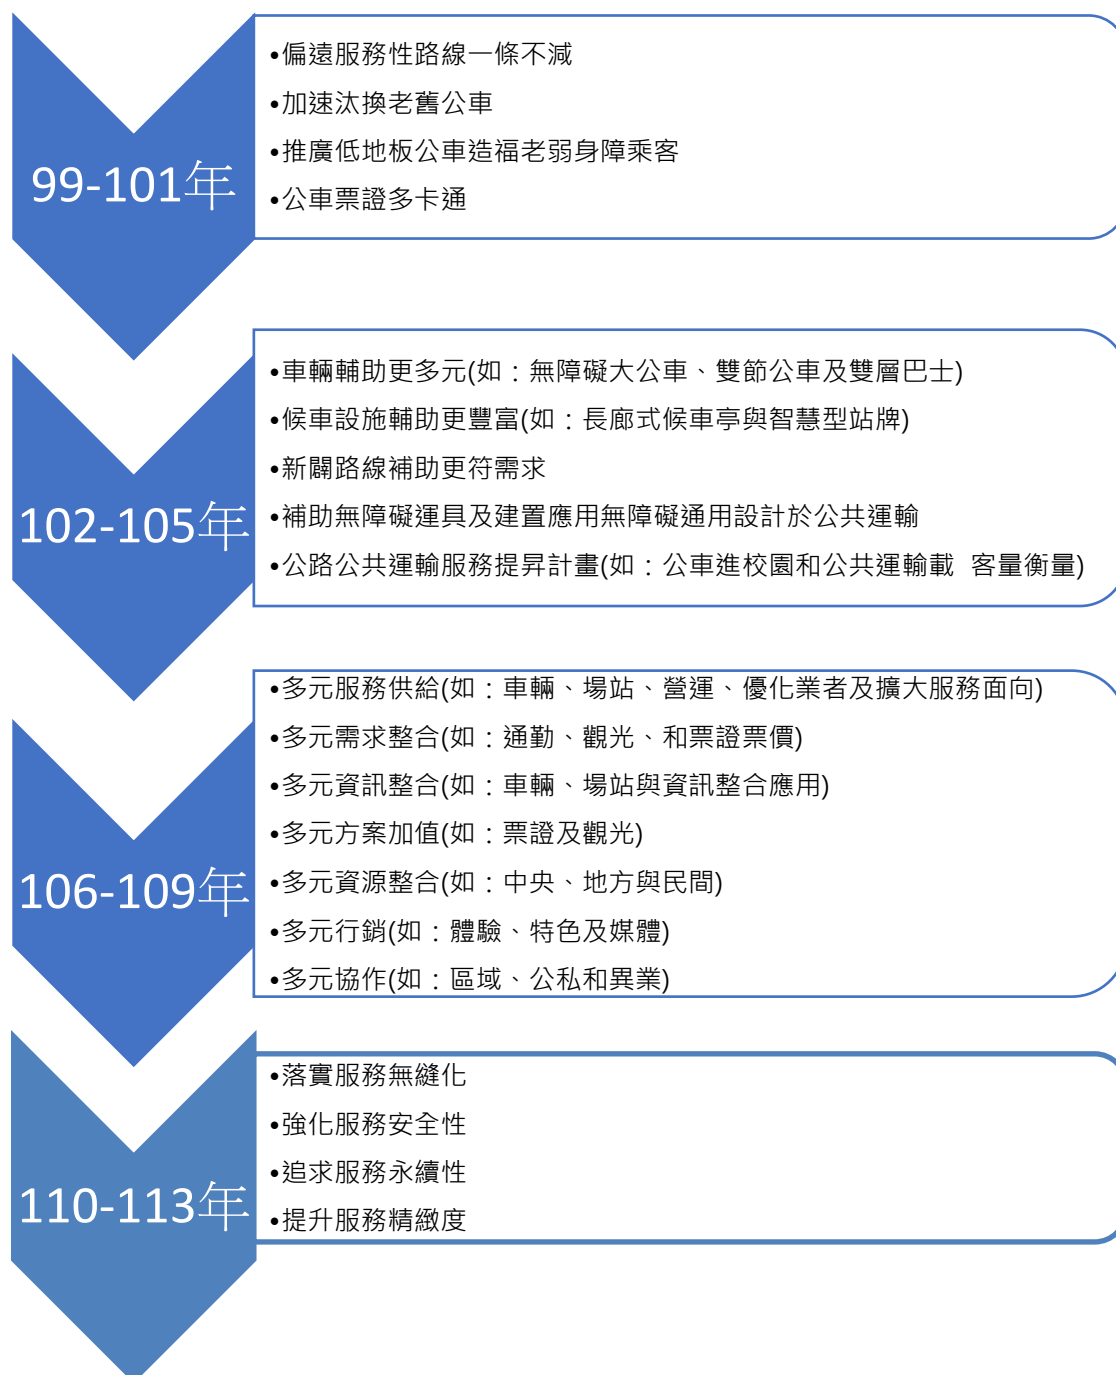 99-101年
•偏遠服務性路線一條不減
•加速汰換老舊公車
•推廣低地板公車造福老弱身障乘客
•公車票證多卡通
102-105年
•車輛輔助更多元(如：無障礙大公車、雙節公車及雙層巴士)
•候車設施輔助更豐富(如：長廊式候車亭與智慧型站牌)
•新闢路線補助更符需求
•補助無障礙運具及建置應用無障礙通用設計於公共運輸
•公路公共運輸服務提昇計畫(如：公車進校園和公共運輸載 客量衡量)
106-109年
•多元服務供給(如：車輛、場站、營運、優化業者及擴大服務面向)
•多元需求整合(如：通勤、觀光、和票證票價)
•多元資訊整合(如：車輛、場站與資訊整合應用)
•多元方案加值(如：票證及觀光)
•多元資源整合(如：中央、地方與民間)
•多元行銷(如：體驗、特色及媒體)
•多元協作(如：區域、公私和異業)
110-113年
•落實服務無縫化
•強化服務安全性
•追求服務永續性
•提升服務精緻度